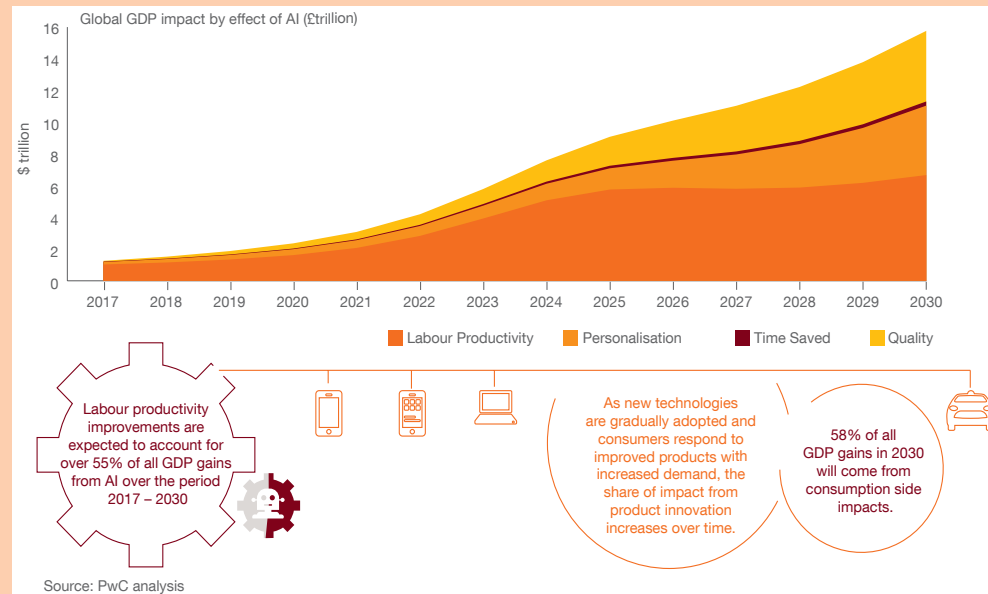 Global GDP impact by effect of AI (£trillion)
$ trillion
16
14
12
10
8
6
4
2
0
2017 2018 2019 2020 2021 2022 2023 2024 2025 2026 2027 2028 2029 2030
Labour Productivity Personalisation Time Saved Quality
Labour productivity
improvements are
expected to account for
over 55% of all GDP gains
from AI over the period
2017 – 2030
As new technologies
are gradually adopted and
consumers respond to
improved products with
increased demand, the
share of impact from
product innovation
increases over time.
58% of all
GDP gains in 2030
will come from
consumption side
impacts.
Source: PwC analysis